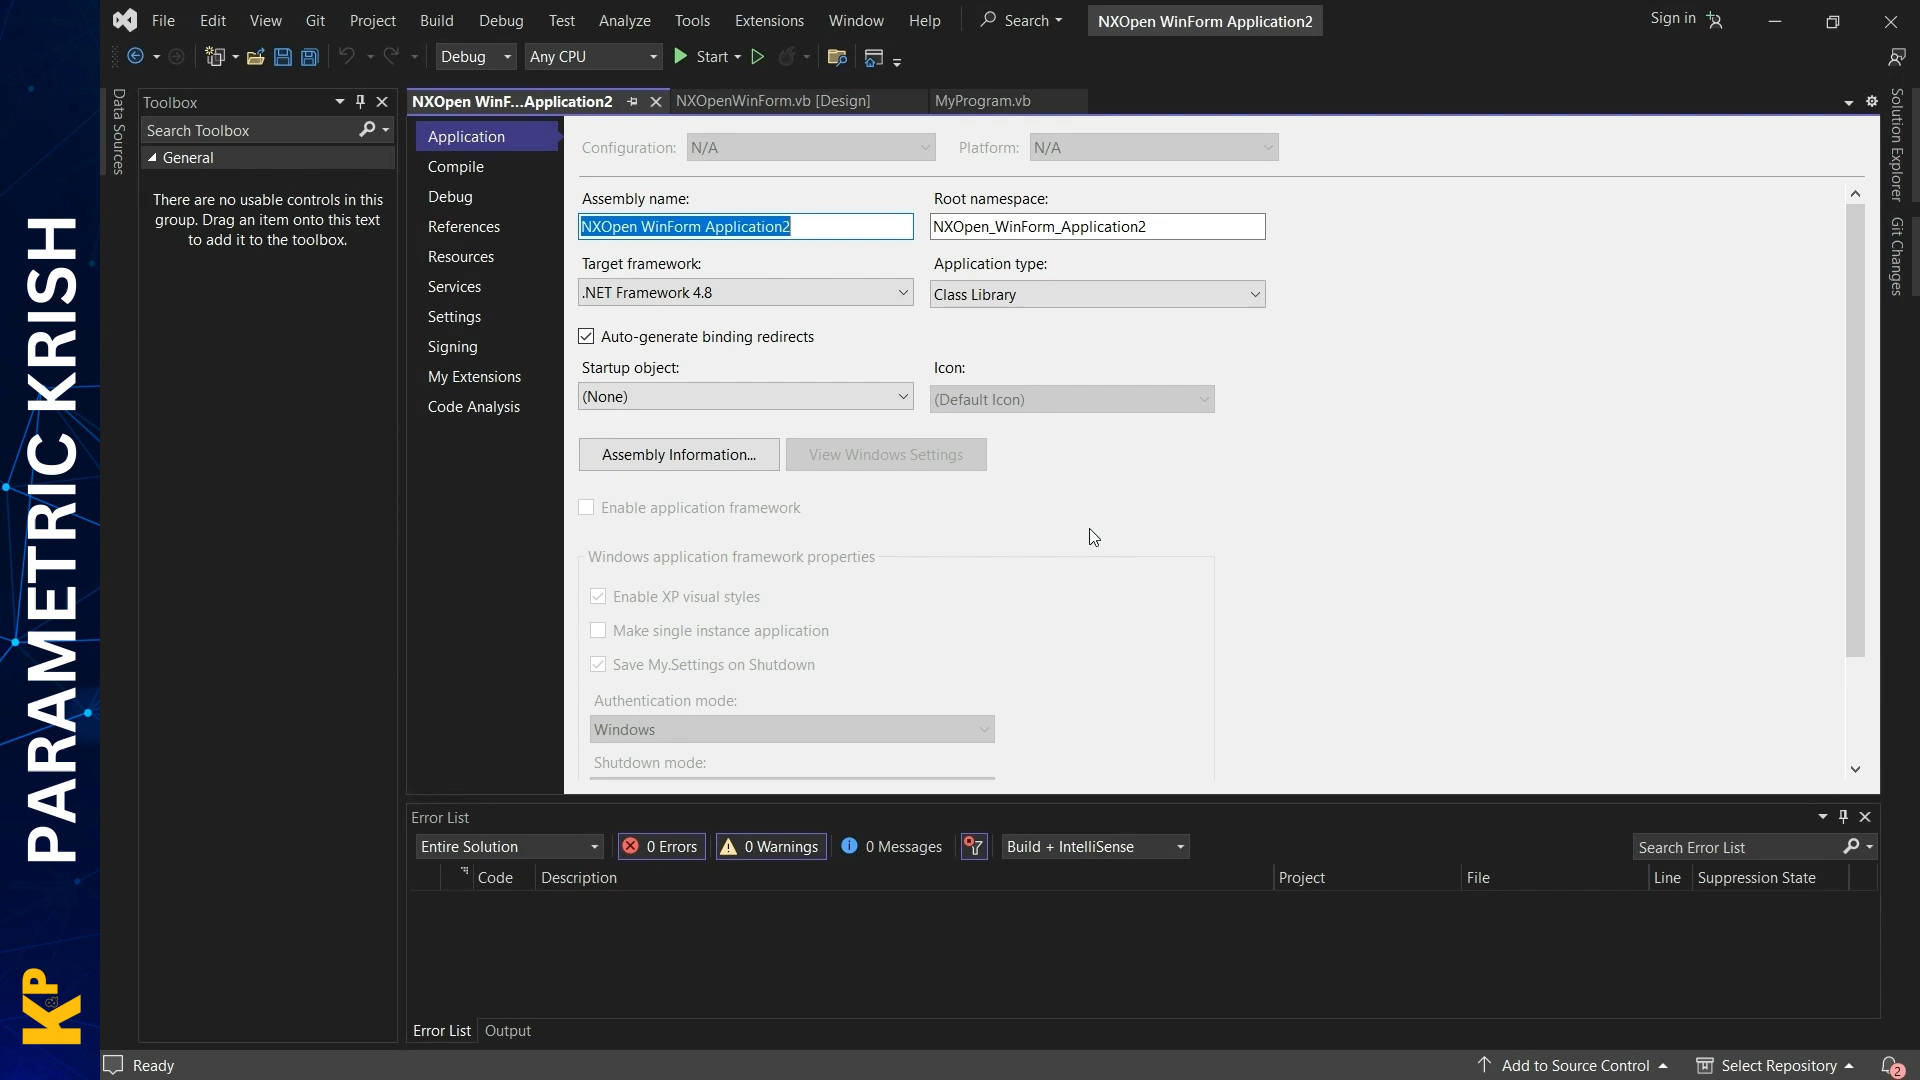 File Edit View Git Project Build Debug Test Analyze Tools Extensions Window Help Search NXOpen WinForm Application2 Sign in
Debug Any CPU Start
Data Sources
Toolbox
Search Toolbox
General
There are no usable controls in this
group. Drag an item onto this text
to add it to the toolbox.
NXOpen WinF...Application2 NXOpenWinForm.vb [Design] MyProgram.vb
Application
Compile
Debug
References
Resources
Services
Settings
Signing
My Extensions
Code Analysis
Configuration: N/A Platform: N/A
Assembly name: Root namespace:
NXOpen WinForm Application2 NXOpen_WinForm_Application2
Target framework: Application type:
.NET Framework 4.8 Class Library
Auto-generate binding redirects
Startup object: Icon:
(None) (Default Icon)
Assembly Information... View Windows Settings
Enable application framework
Windows application framework properties
Enable XP visual styles
Make single instance application
Save My.Settings on Shutdown
Authentication mode:
Windows
Shutdown mode:
Solution Explorer
Git Changes
Error List
Entire Solution 0 Errors 0 Warnings 0 Messages Build + IntelliSense Search Error List
Code Description Project File Line Suppression State
Error List Output
Ready Add to Source Control Select Repository 2
PARAMETRIC KRISH
KP